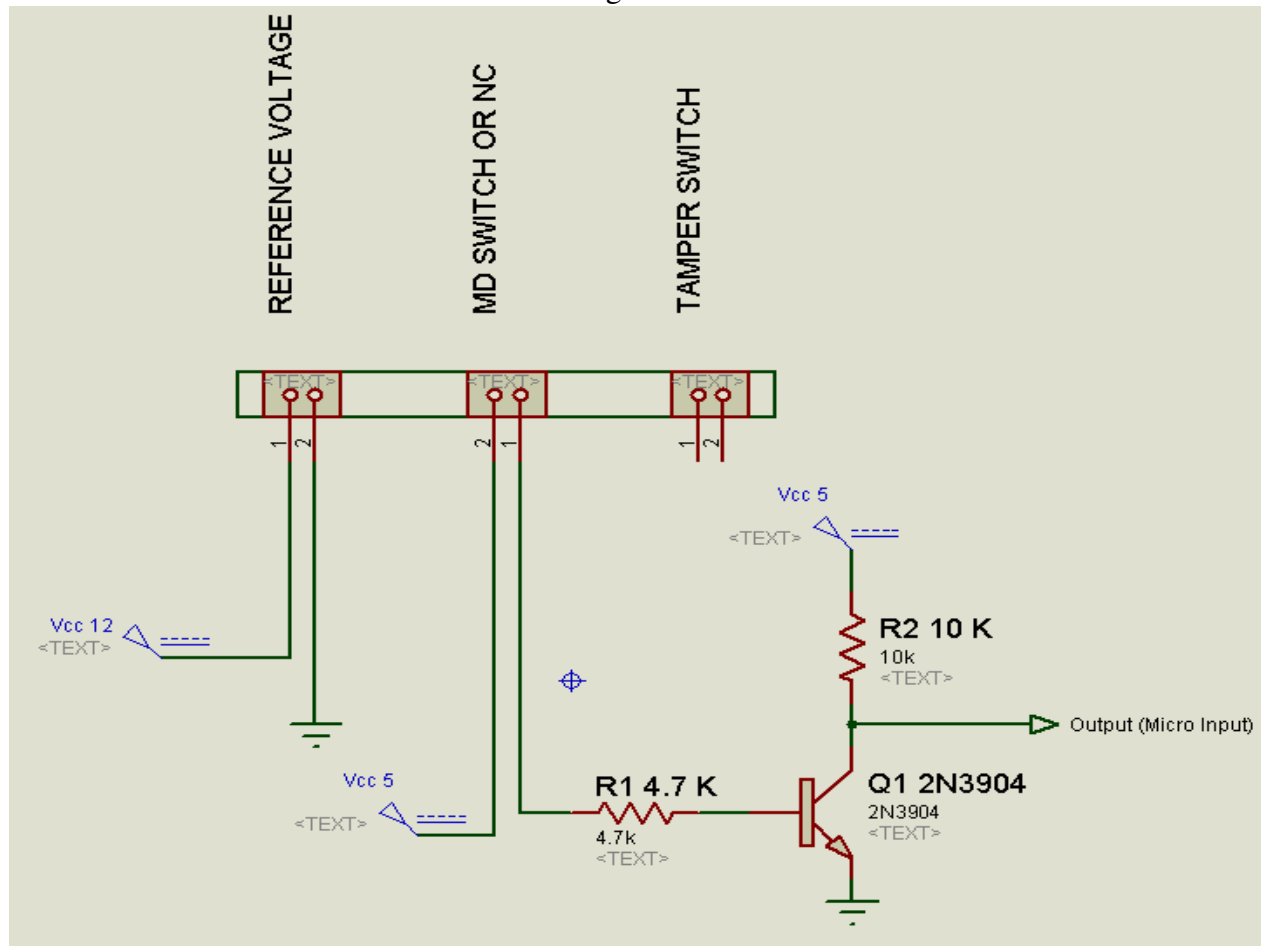 REFERENCE VOLTAGE
MD SWITCH OR NC
TAMPER SWITCH
<TEXT>
<TEXT>
<TEXT>
1
2
2
1
1
2
Vcc 5
<TEXT>
Vcc 12
<TEXT>
R2 10 K
10k
<TEXT>
Output (Micro Input)
Vcc 5
<TEXT>
R1 4.7 K
4.7k
<TEXT>
Q1 2N3904
2N3904
<TEXT>